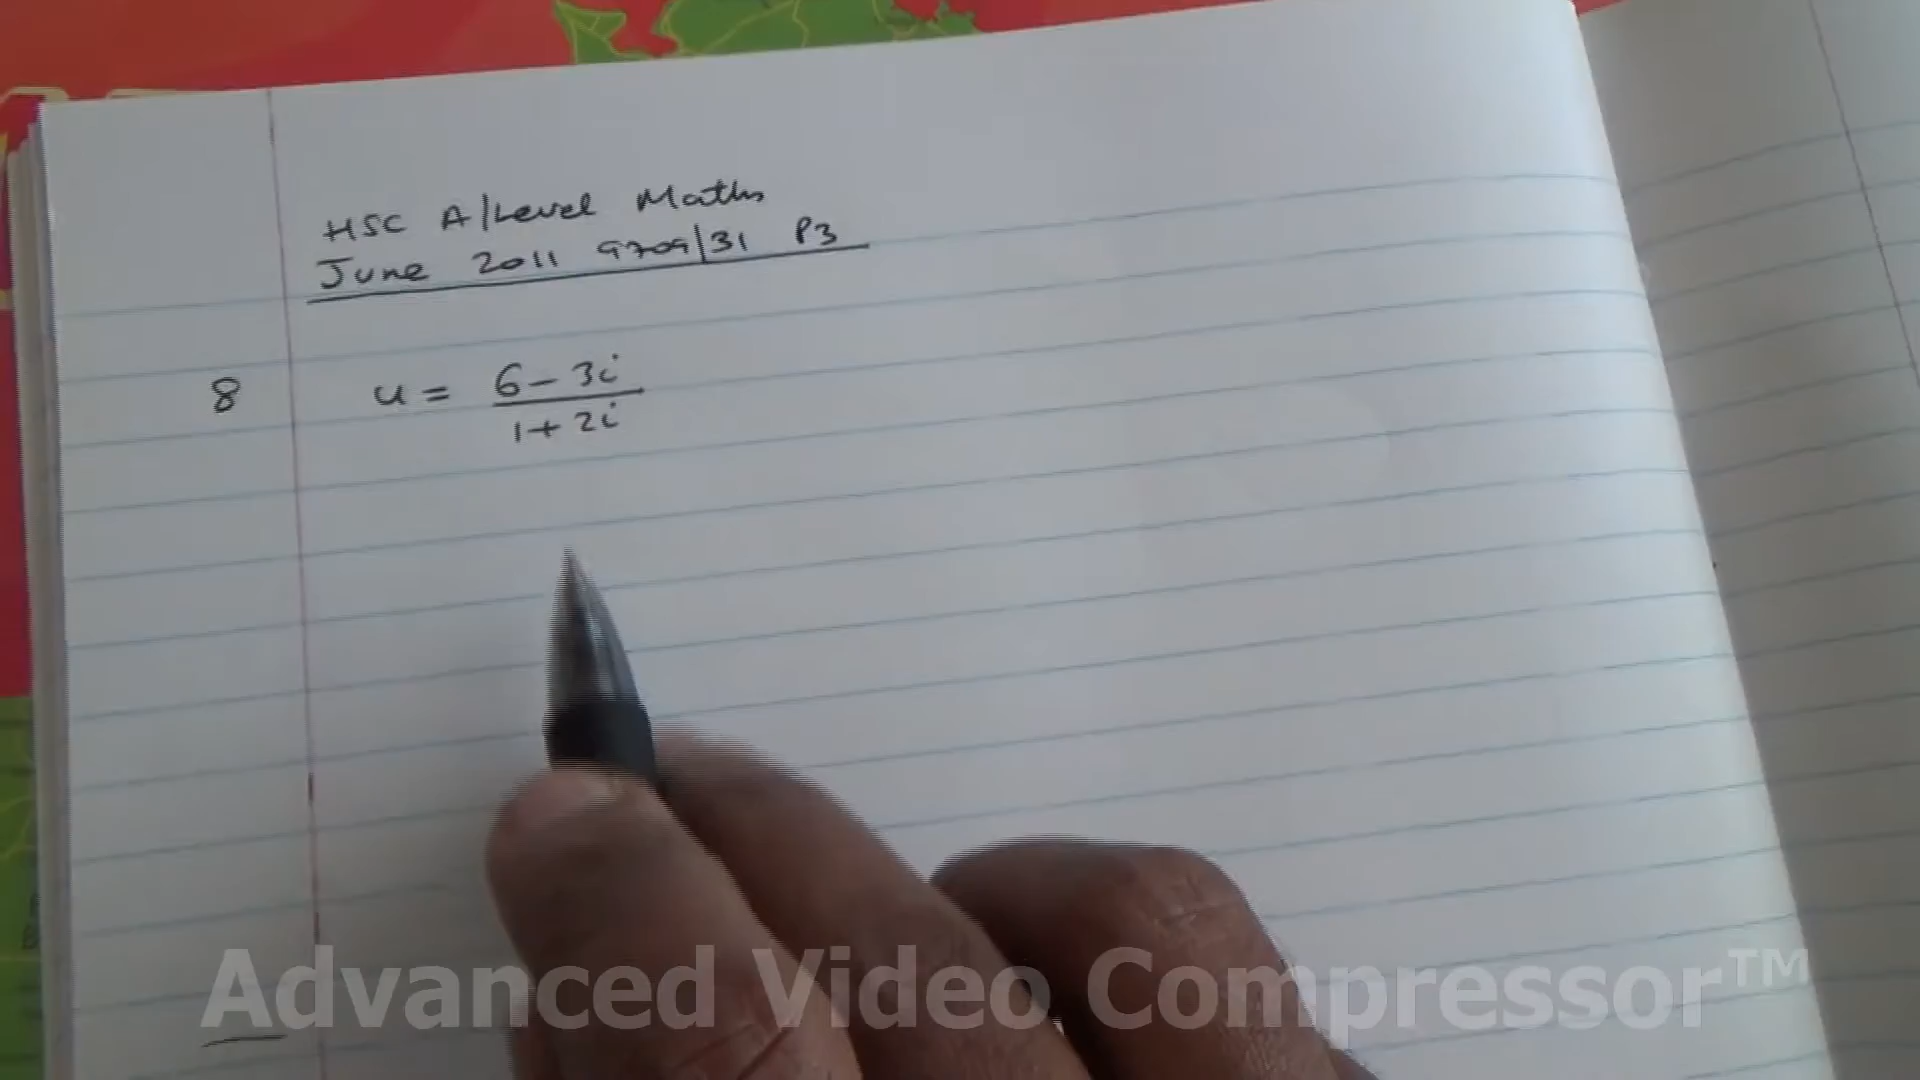 HSC A/Level Maths
June 2011 9709/31 P3
8 u = 6 - 3i
1 + 2i
Advanced Video Compressor™